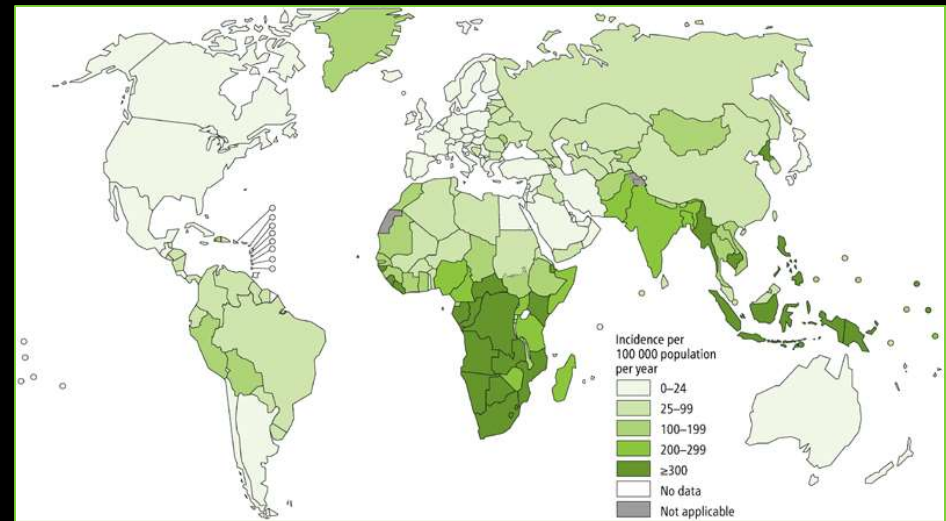 Incidence per
100 000 population
per year
0–24
25–99
100–199
200–299
≥300
No data
Not applicable